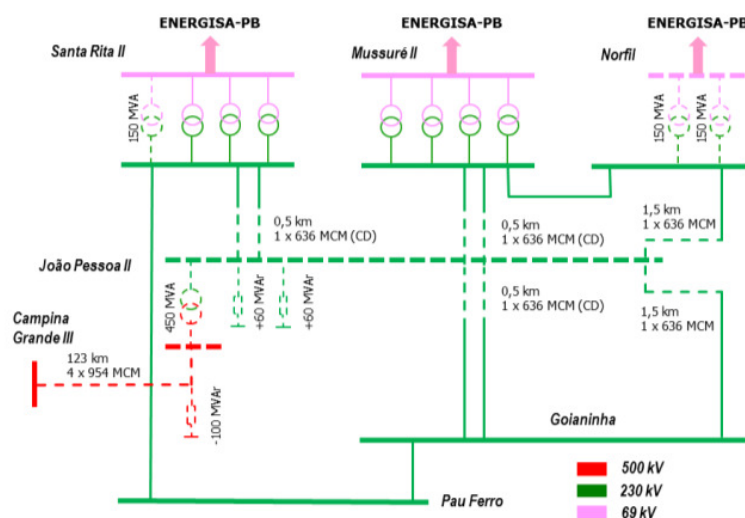 ENERGISA-PB
ENERGISA-PB
ENERGISA-PB
Santa Rita II
Mussuré II
Norfil
150 MVA
150 MVA
150 MVA
0,5 km
1 x 636 MCM (CD)
0,5 km
1 x 636 MCM (CD)
1,5 km
1 x 636 MCM
João Pessoa II
450 MVA
+60 MVAr
+60 MVAr
0,5 km
1 x 636 MCM (CD)
1,5 km
1 x 636 MCM
Campina
Grande III
123 km
4 x 954 MCM
-100 MVAr
Goianinha
Pau Ferro
500 kV
230 kV
69 kV